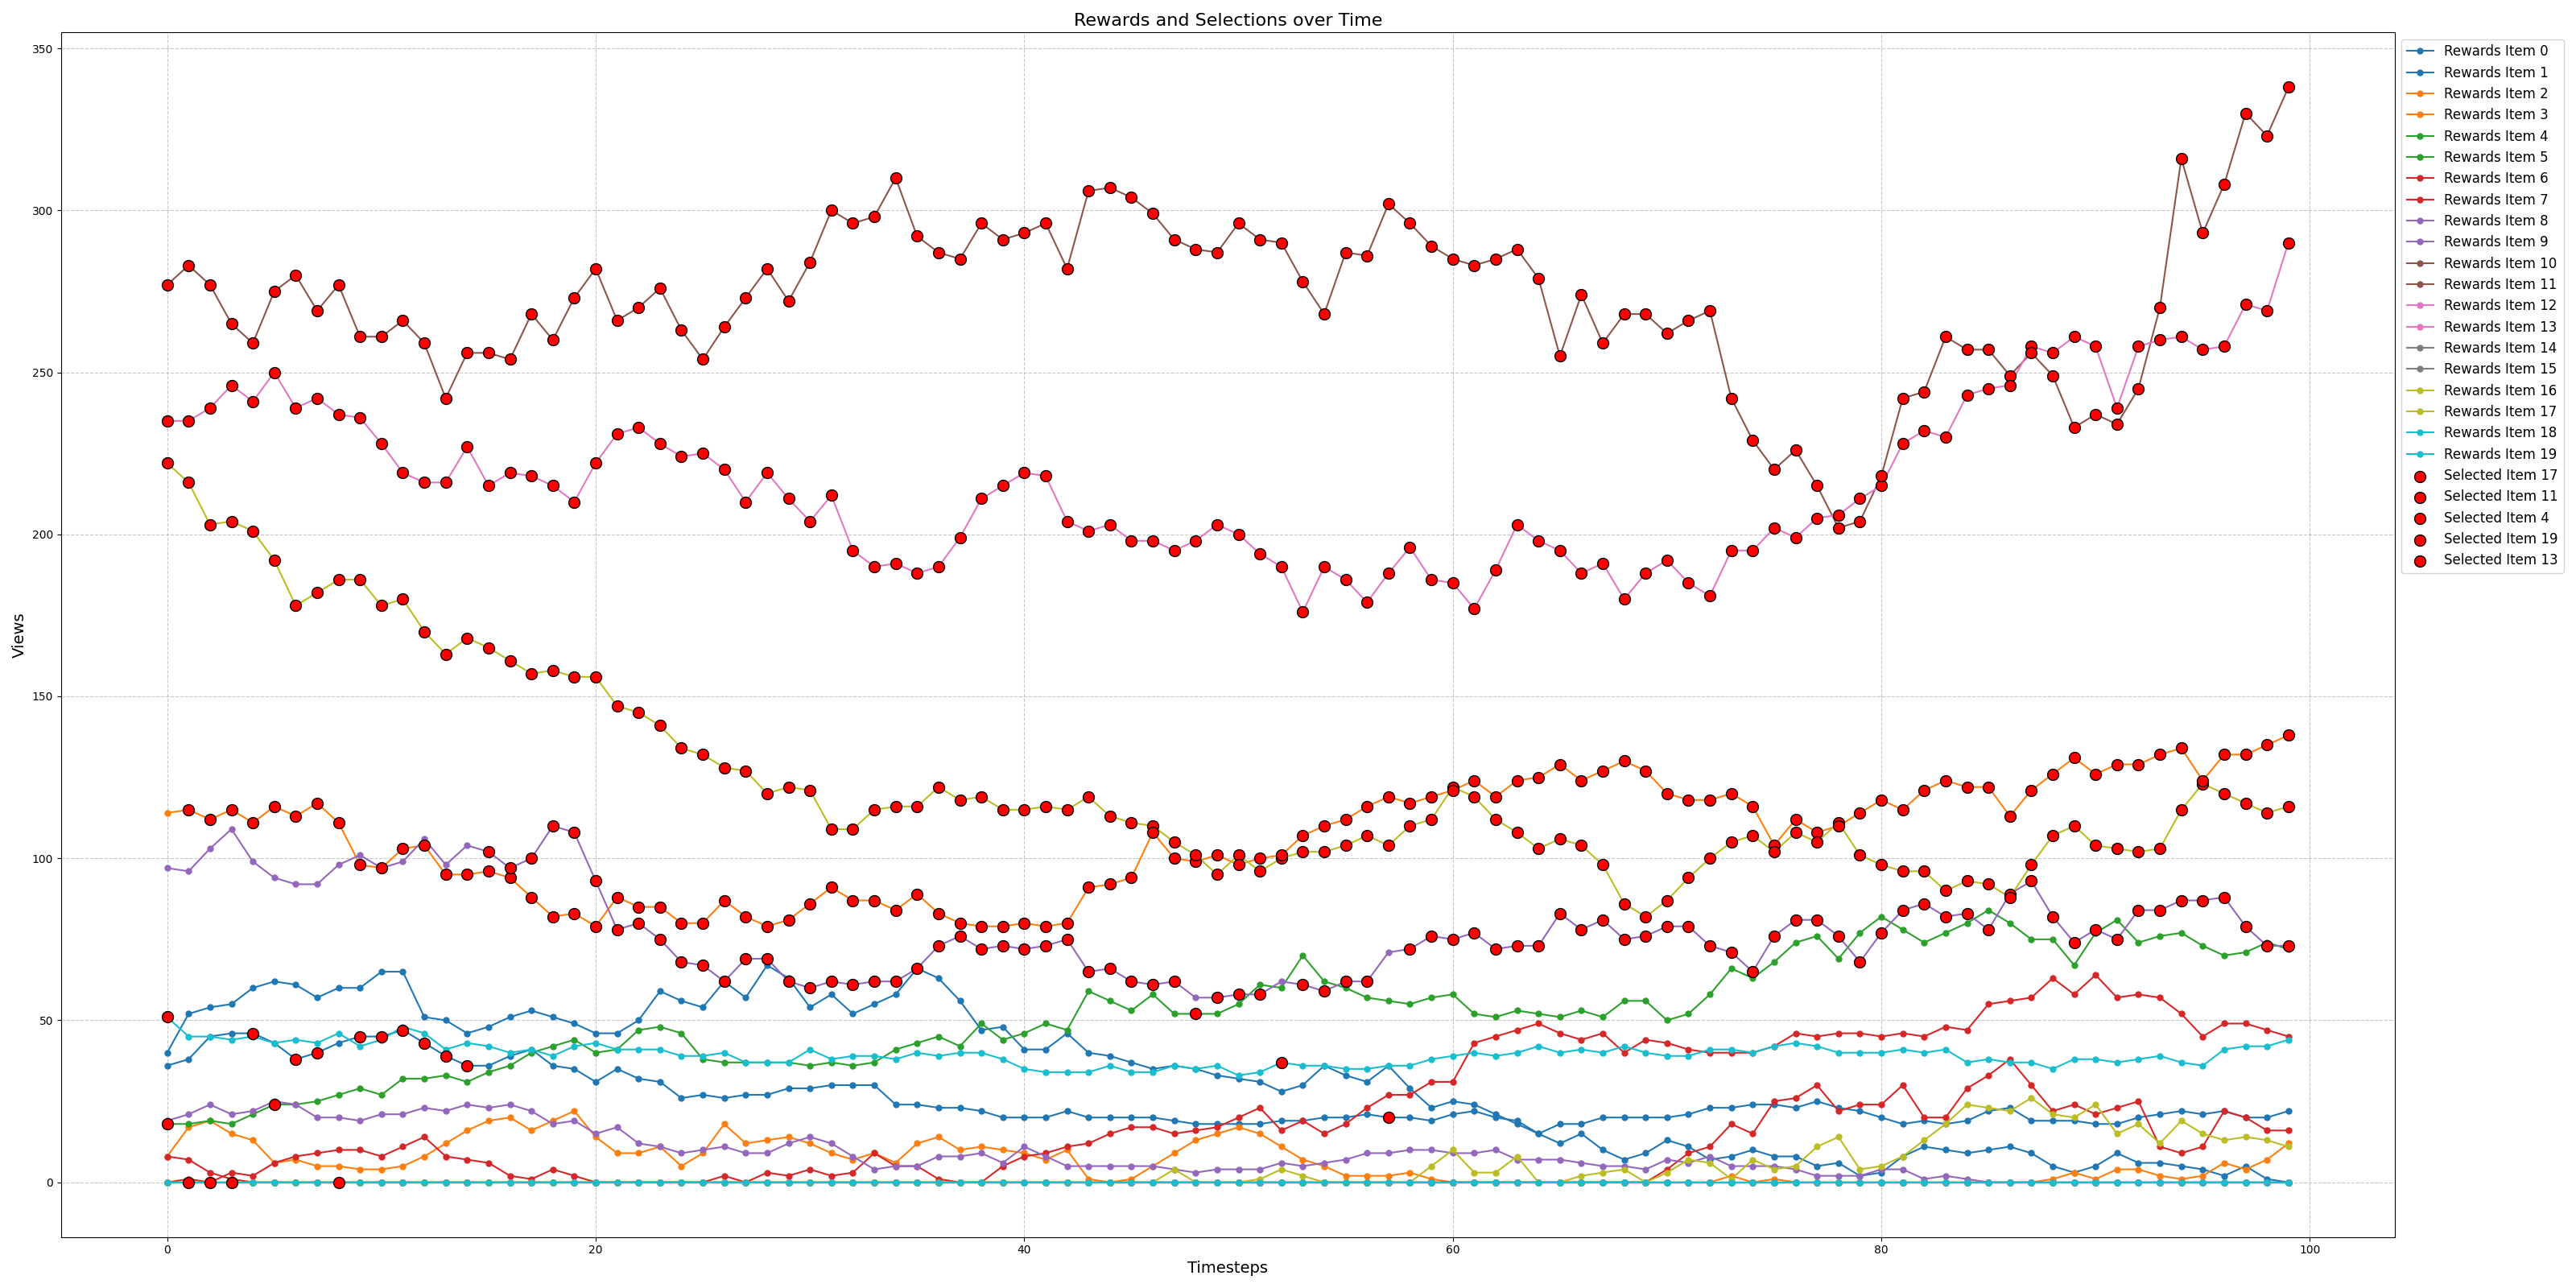 Rewards and Selections over Time
350
300
250
200
150
100
50
0
Views
0
20
40
60
80
100
Timesteps
Rewards Item 0
Rewards Item 1
Rewards Item 2
Rewards Item 3
Rewards Item 4
Rewards Item 5
Rewards Item 6
Rewards Item 7
Rewards Item 8
Rewards Item 9
Rewards Item 10
Rewards Item 11
Rewards Item 12
Rewards Item 13
Rewards Item 14
Rewards Item 15
Rewards Item 16
Rewards Item 17
Rewards Item 18
Rewards Item 19
Selected Item 17
Selected Item 11
Selected Item 4
Selected Item 19
Selected Item 13